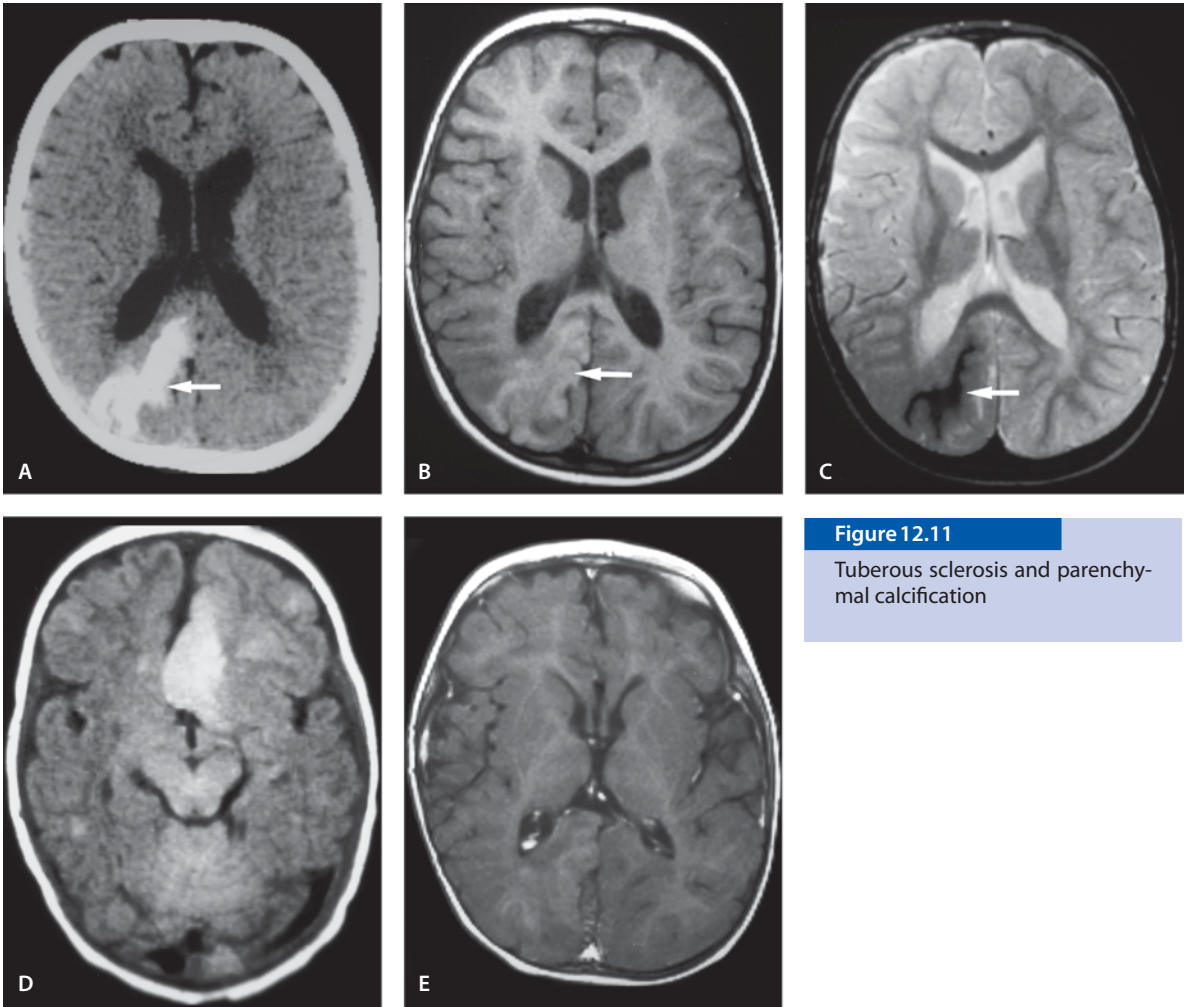 A
B
C
D
E
Figure 12.11
Tuberous sclerosis and parenchy-
mal calcification